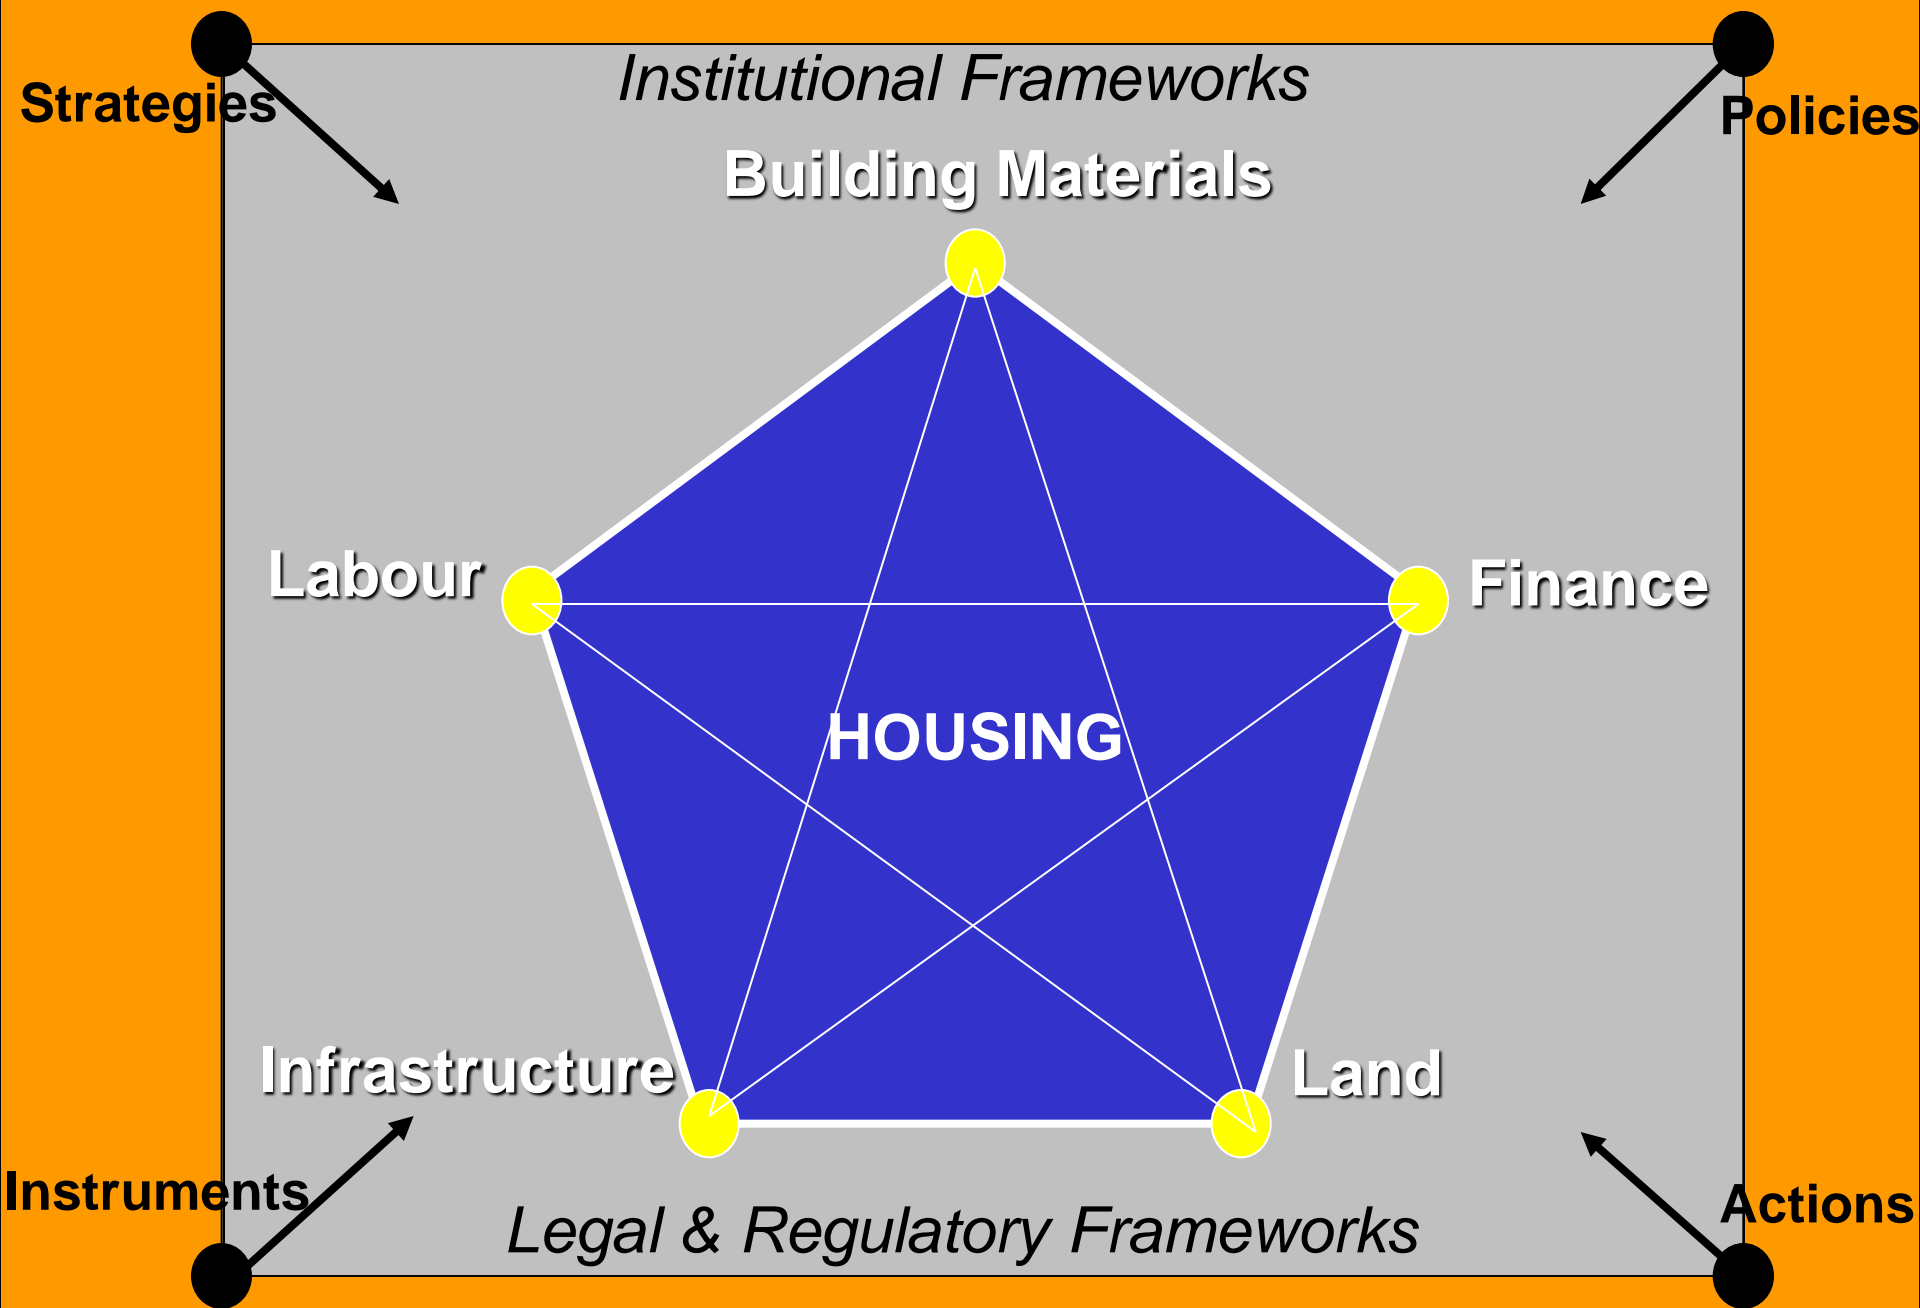 Institutional Frameworks
Strategies
Policies
Building Materials
Labour
Finance
HOUSING
Infrastructure
Land
Instruments
Actions
Legal & Regulatory Frameworks